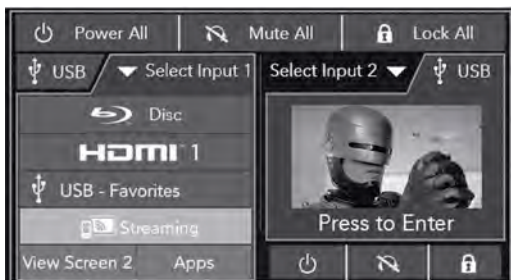 Power All Mute All Lock All
USB Select Input 1 Select Input 2 USB
Disc
HDMI 1
USB - Favorites
Streaming
Press to Enter
View Screen 2 Apps